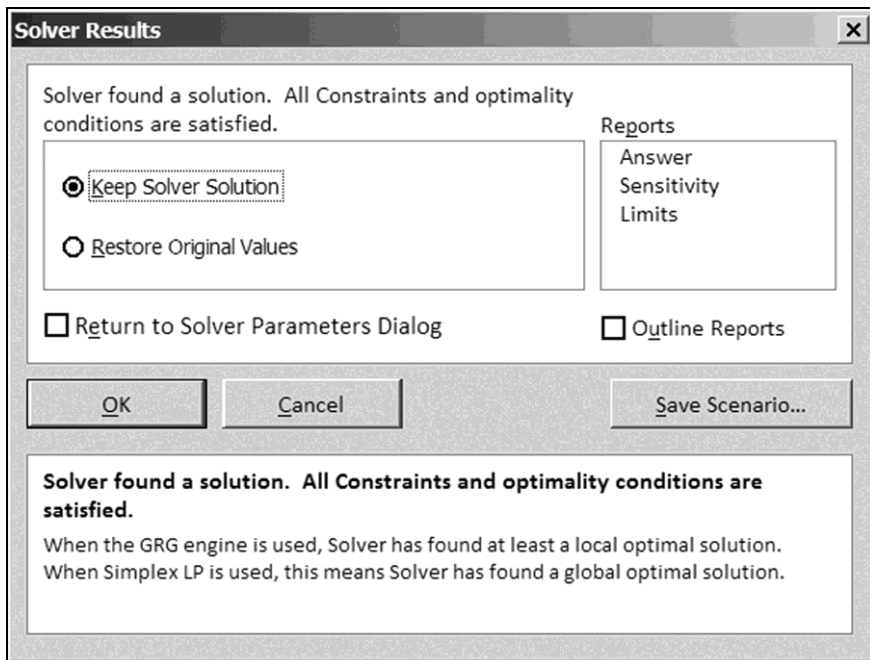 Solver Results
Solver found a solution. All Constraints and optimality
conditions are satisfied.
Reports
Keep Solver Solution
Restore Original Values
Answer
Sensitivity
Limits
Return to Solver Parameters Dialog
Outline Reports
OK
Cancel
Save Scenario...
Solver found a solution. All Constraints and optimality conditions are
satisfied.
When the GRG engine is used, Solver has found at least a local optimal solution.
When Simplex LP is used, this means Solver has found a global optimal solution.